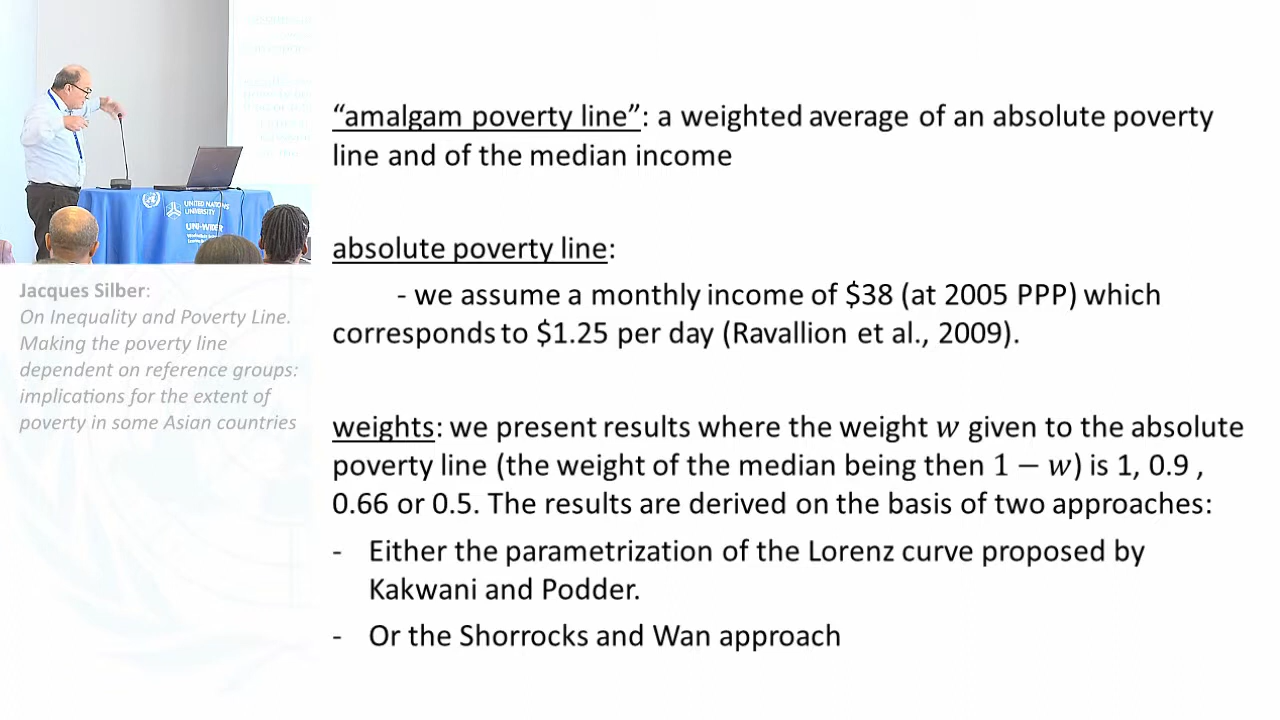 “amalgam poverty line”: a weighted average of an absolute poverty
line and of the median income
absolute poverty line:
- we assume a monthly income of $38 (at 2005 PPP) which
corresponds to $1.25 per day (Ravallion et al., 2009).
weights: we present results where the weight w given to the absolute
poverty line (the weight of the median being then 1 − w) is 1, 0.9 ,
0.66 or 0.5. The results are derived on the basis of two approaches:
- Either the parametrization of the Lorenz curve proposed by
Kakwani and Podder.
- Or the Shorrocks and Wan approach
UNITED NATIONS
UNIVERSITY
UNU-WIDER
Jacques Silber:
On Inequality and Poverty Line.
Making the poverty line
dependent on reference groups:
implications for the extent of
poverty in some Asian countries